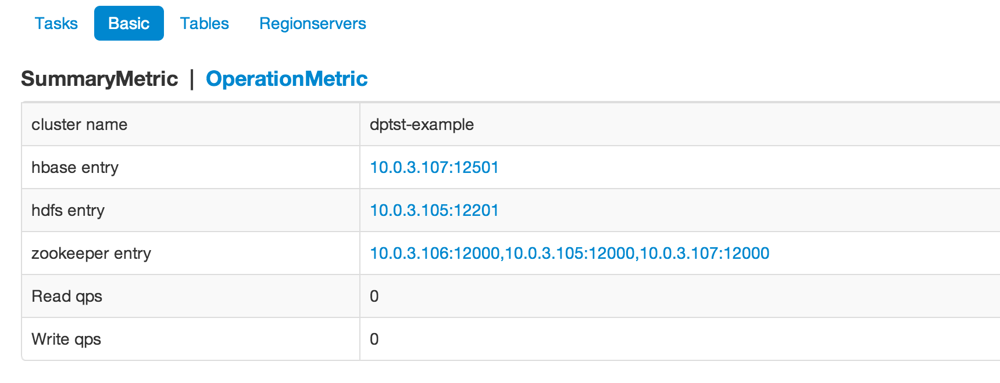 Tasks Basic Tables Regionservers
SummaryMetric | OperationMetric
cluster name dptst-example
hbase entry 10.0.3.107:12501
hdfs entry 10.0.3.105:12201
zookeeper entry 10.0.3.106:12000,10.0.3.105:12000,10.0.3.107:12000
Read qps 0
Write qps 0